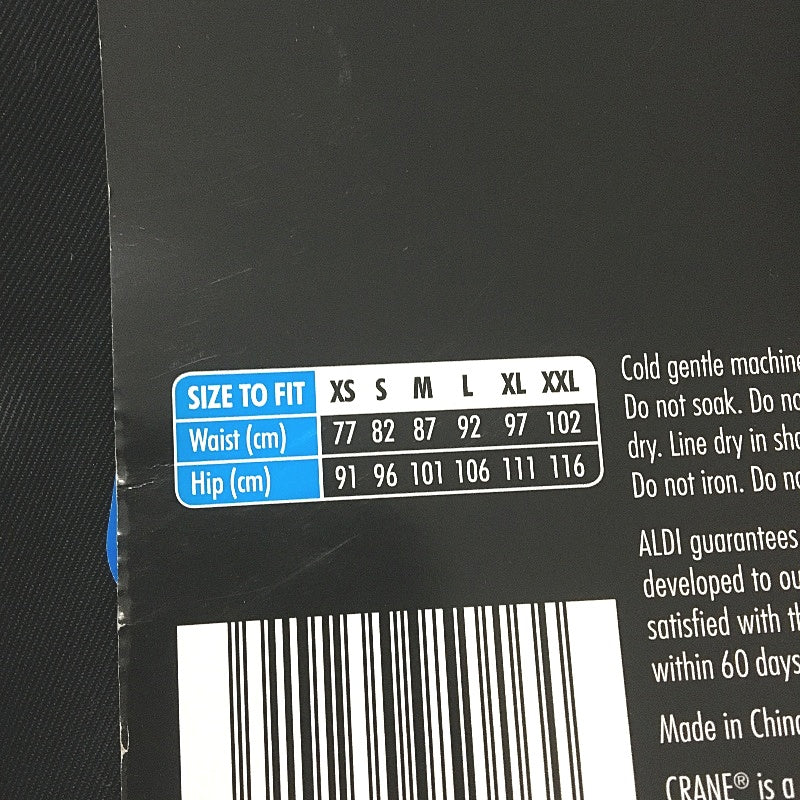 SIZE TO FIT XS S M L XL XXL
Waist (cm) 77 82 87 92 97 102
Hip (cm) 91 96 101 106 111 116
Cold gentle machine
Do not soak. Do no
dry. Line dry in sha
Do not iron. Do no
ALDI guarantees
developed to ou
satisfied with th
within 60 days
Made in China
CRANE® is a